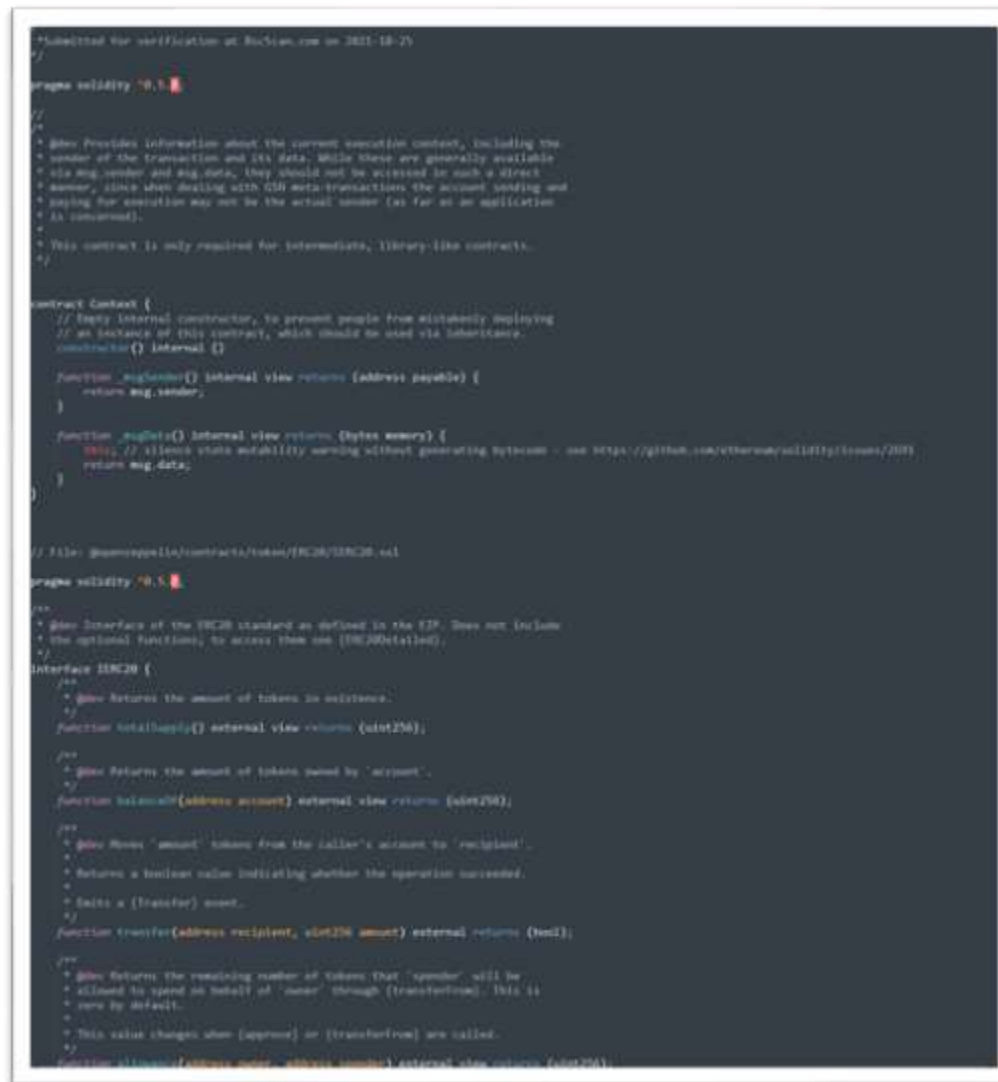 *Submitted for verification at BscScan.com on 2021-10-25
*/
pragma solidity ^0.5.0;
//
/*
* @dev Provides information about the current execution context, including the
* sender of the transaction and its data. While these are generally available
* via msg.sender and msg.data, they should not be accessed in such a direct
* manner, since when dealing with GSN meta-transactions the account sending and
* paying for execution may not be the actual sender (as far as an application
* is concerned).
*
* This contract is only required for intermediate, library-like contracts.
*/
contract Context {
// Empty internal constructor, to prevent people from mistakenly deploying
// an instance of this contract, which should be used via inheritance.
constructor() internal {}
function _msgSender() internal view returns (address payable) {
return msg.sender;
}
function _msgData() internal view returns (bytes memory) {
this; // silence state mutability warning without generating bytecode - see https://github.com/ethereum/solidity/issues/2691
return msg.data;
}
}
// File: @openzeppelin/contracts/token/ERC20/IERC20.sol
pragma solidity ^0.5.0;
/**
* @dev Interface of the ERC20 standard as defined in the EIP. Does not include
* the optional functions; to access them see {ERC20Detailed}.
*/
interface IERC20 {
/**
* @dev Returns the amount of tokens in existence.
*/
function totalSupply() external view returns (uint256);
/**
* @dev Returns the amount of tokens owned by `account`.
*/
function balanceOf(address account) external view returns (uint256);
/**
* @dev Moves `amount` tokens from the caller's account to `recipient`.
*
* Returns a boolean value indicating whether the operation succeeded.
*
* Emits a {Transfer} event.
*/
function transfer(address recipient, uint256 amount) external returns (bool);
/**
* @dev Returns the remaining number of tokens that `spender` will be
* allowed to spend on behalf of `owner` through {transferFrom}. This is
* zero by default.
*
* This value changes when {approve} or {transferFrom} are called.
*/
function allowance(address owner, address spender) external view returns (uint256);